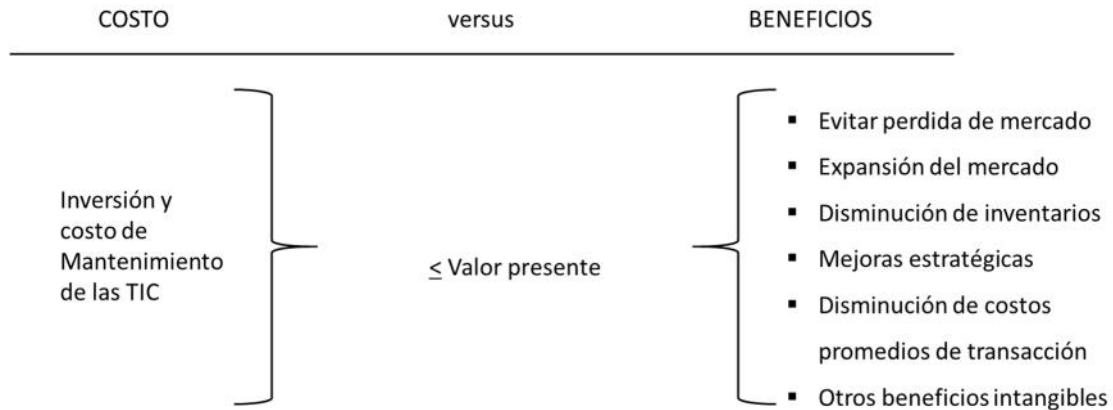 COSTO versus BENEFICIOS
Inversión y
costo de
Mantenimiento
de las TIC
≤ Valor presente
▪ Evitar perdida de mercado
▪ Expansión del mercado
▪ Disminución de inventarios
▪ Mejoras estratégicas
▪ Disminución de costos
promedios de transacción
▪ Otros beneficios intangibles